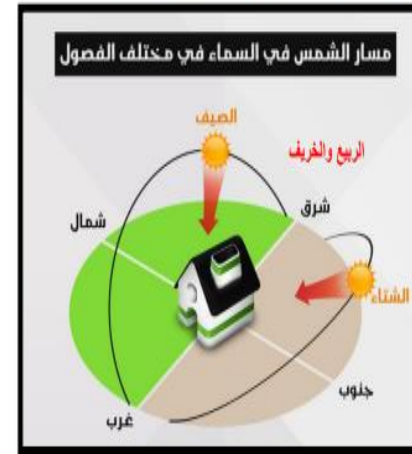 مسار الشمس في السماء في مختلف الفصول
الصيف
الربيع والخريف
شرق
شمال
الشتاء
جنوب
غرب